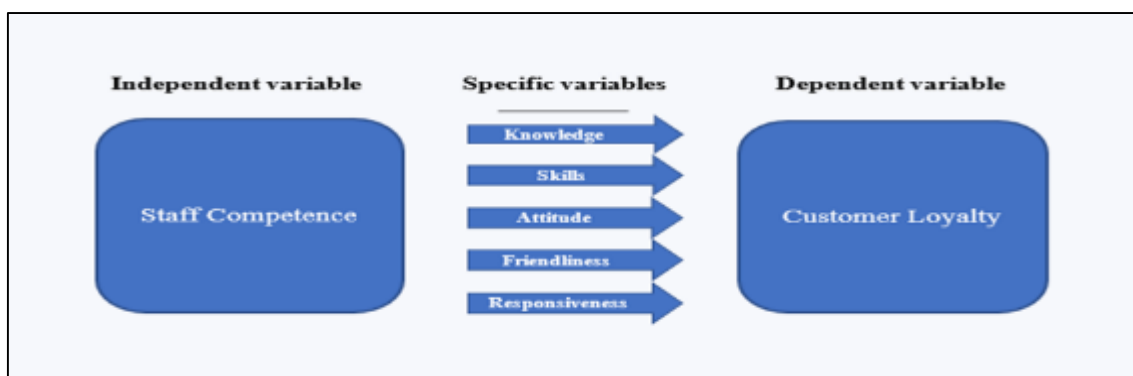 Independent variable
Specific variables
Dependent variable
Staff Competence
Knowledge
Skills
Attitude
Friendliness
Responsiveness
Customer Loyalty